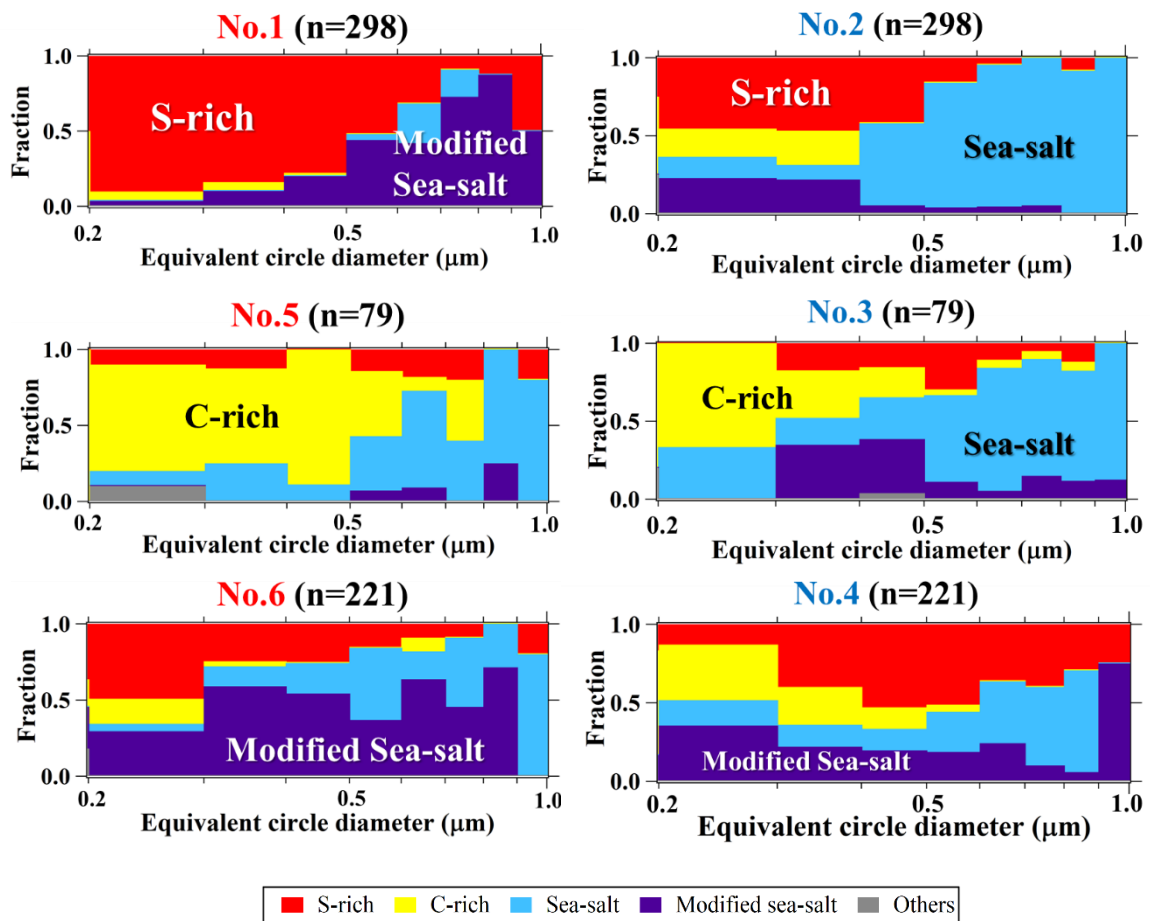 No.1 (n=298)
1.0
0.5
0.0
Fraction
S-rich
Modified
Sea-salt
0.2
0.5
1.0
Equivalent circle diameter (μm)
No.2 (n=298)
1.0
0.5
0.0
Fraction
S-rich
Sea-salt
0.2
0.5
1.0
Equivalent circle diameter (μm)
No.5 (n=79)
1.0
0.5
0.0
Fraction
C-rich
0.2
0.5
1.0
Equivalent circle diameter (μm)
No.3 (n=79)
1.0
0.5
0.0
Fraction
C-rich
Sea-salt
0.2
0.5
1.0
Equivalent circle diameter (μm)
No.6 (n=221)
1.0
0.5
0.0
Fraction
Modified Sea-salt
0.2
0.5
1.0
Equivalent circle diameter (μm)
No.4 (n=221)
1.0
0.5
0.0
Fraction
Modified Sea-salt
0.2
0.5
1.0
Equivalent circle diameter (μm)
S-rich C-rich Sea-salt Modified sea-salt Others